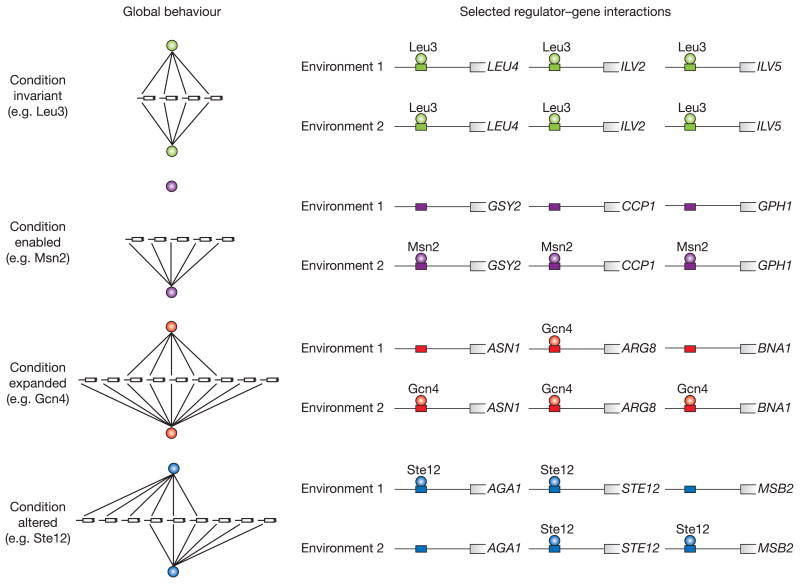 Global behaviour
Selected regulator–gene interactions
Condition
invariant
(e.g. Leu3)
Leu3 Leu3 Leu3
Environment 1 LEU4 ILV2 ILV5
Leu3 Leu3 Leu3
Environment 2 LEU4 ILV2 ILV5
Condition
enabled
(e.g. Msn2)
Environment 1 GSY2 CCP1 GPH1
Msn2 Msn2 Msn2
Environment 2 GSY2 CCP1 GPH1
Condition
expanded
(e.g. Gcn4)
Gcn4
Environment 1 ASN1 ARG8 BNA1
Gcn4 Gcn4 Gcn4
Environment 2 ASN1 ARG8 BNA1
Condition
altered
(e.g. Ste12)
Ste12 Ste12
Environment 1 AGA1 STE12 MSB2
Ste12 Ste12
Environment 2 AGA1 STE12 MSB2